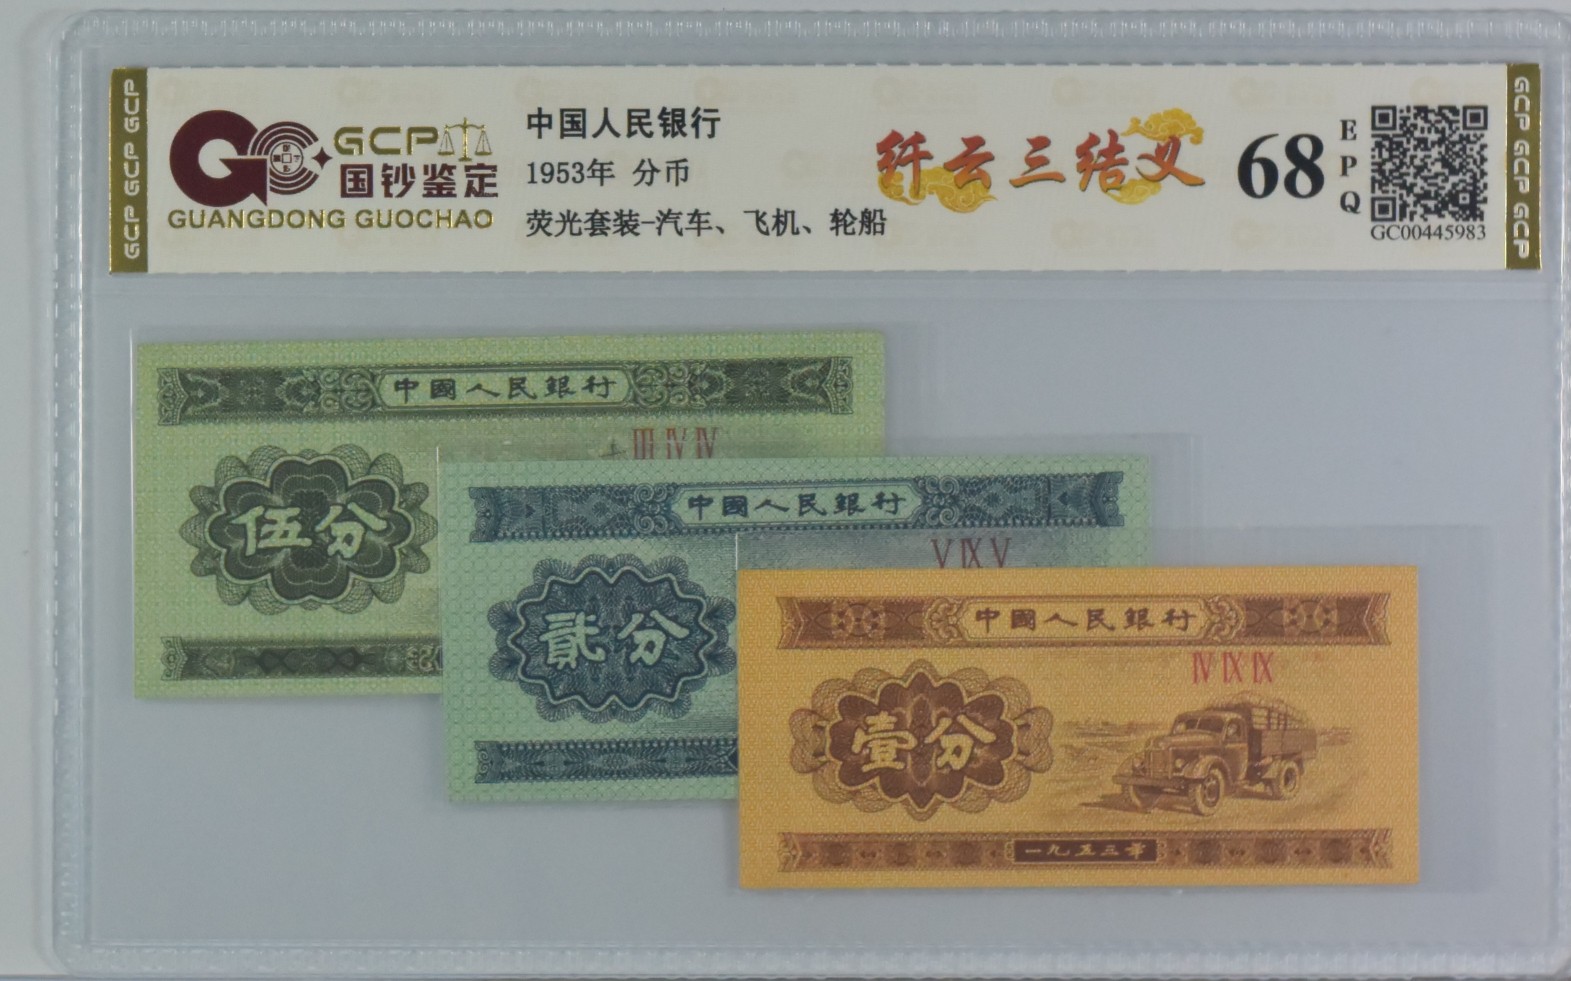 GCP GCP GCP
GCP
国钞鉴定
GUANGDONG GUOCHAO
中国人民银行
1953年 分币
荧光套装-汽车、飞机、轮船
纤云三结义
68
EPQ
GC00445983
GCP GCP GCP
中國人民銀行
III IV IV
伍分
中國人民銀行
V IX V
貳分
中國人民銀行
IV IX IX
壹分
一九五三年